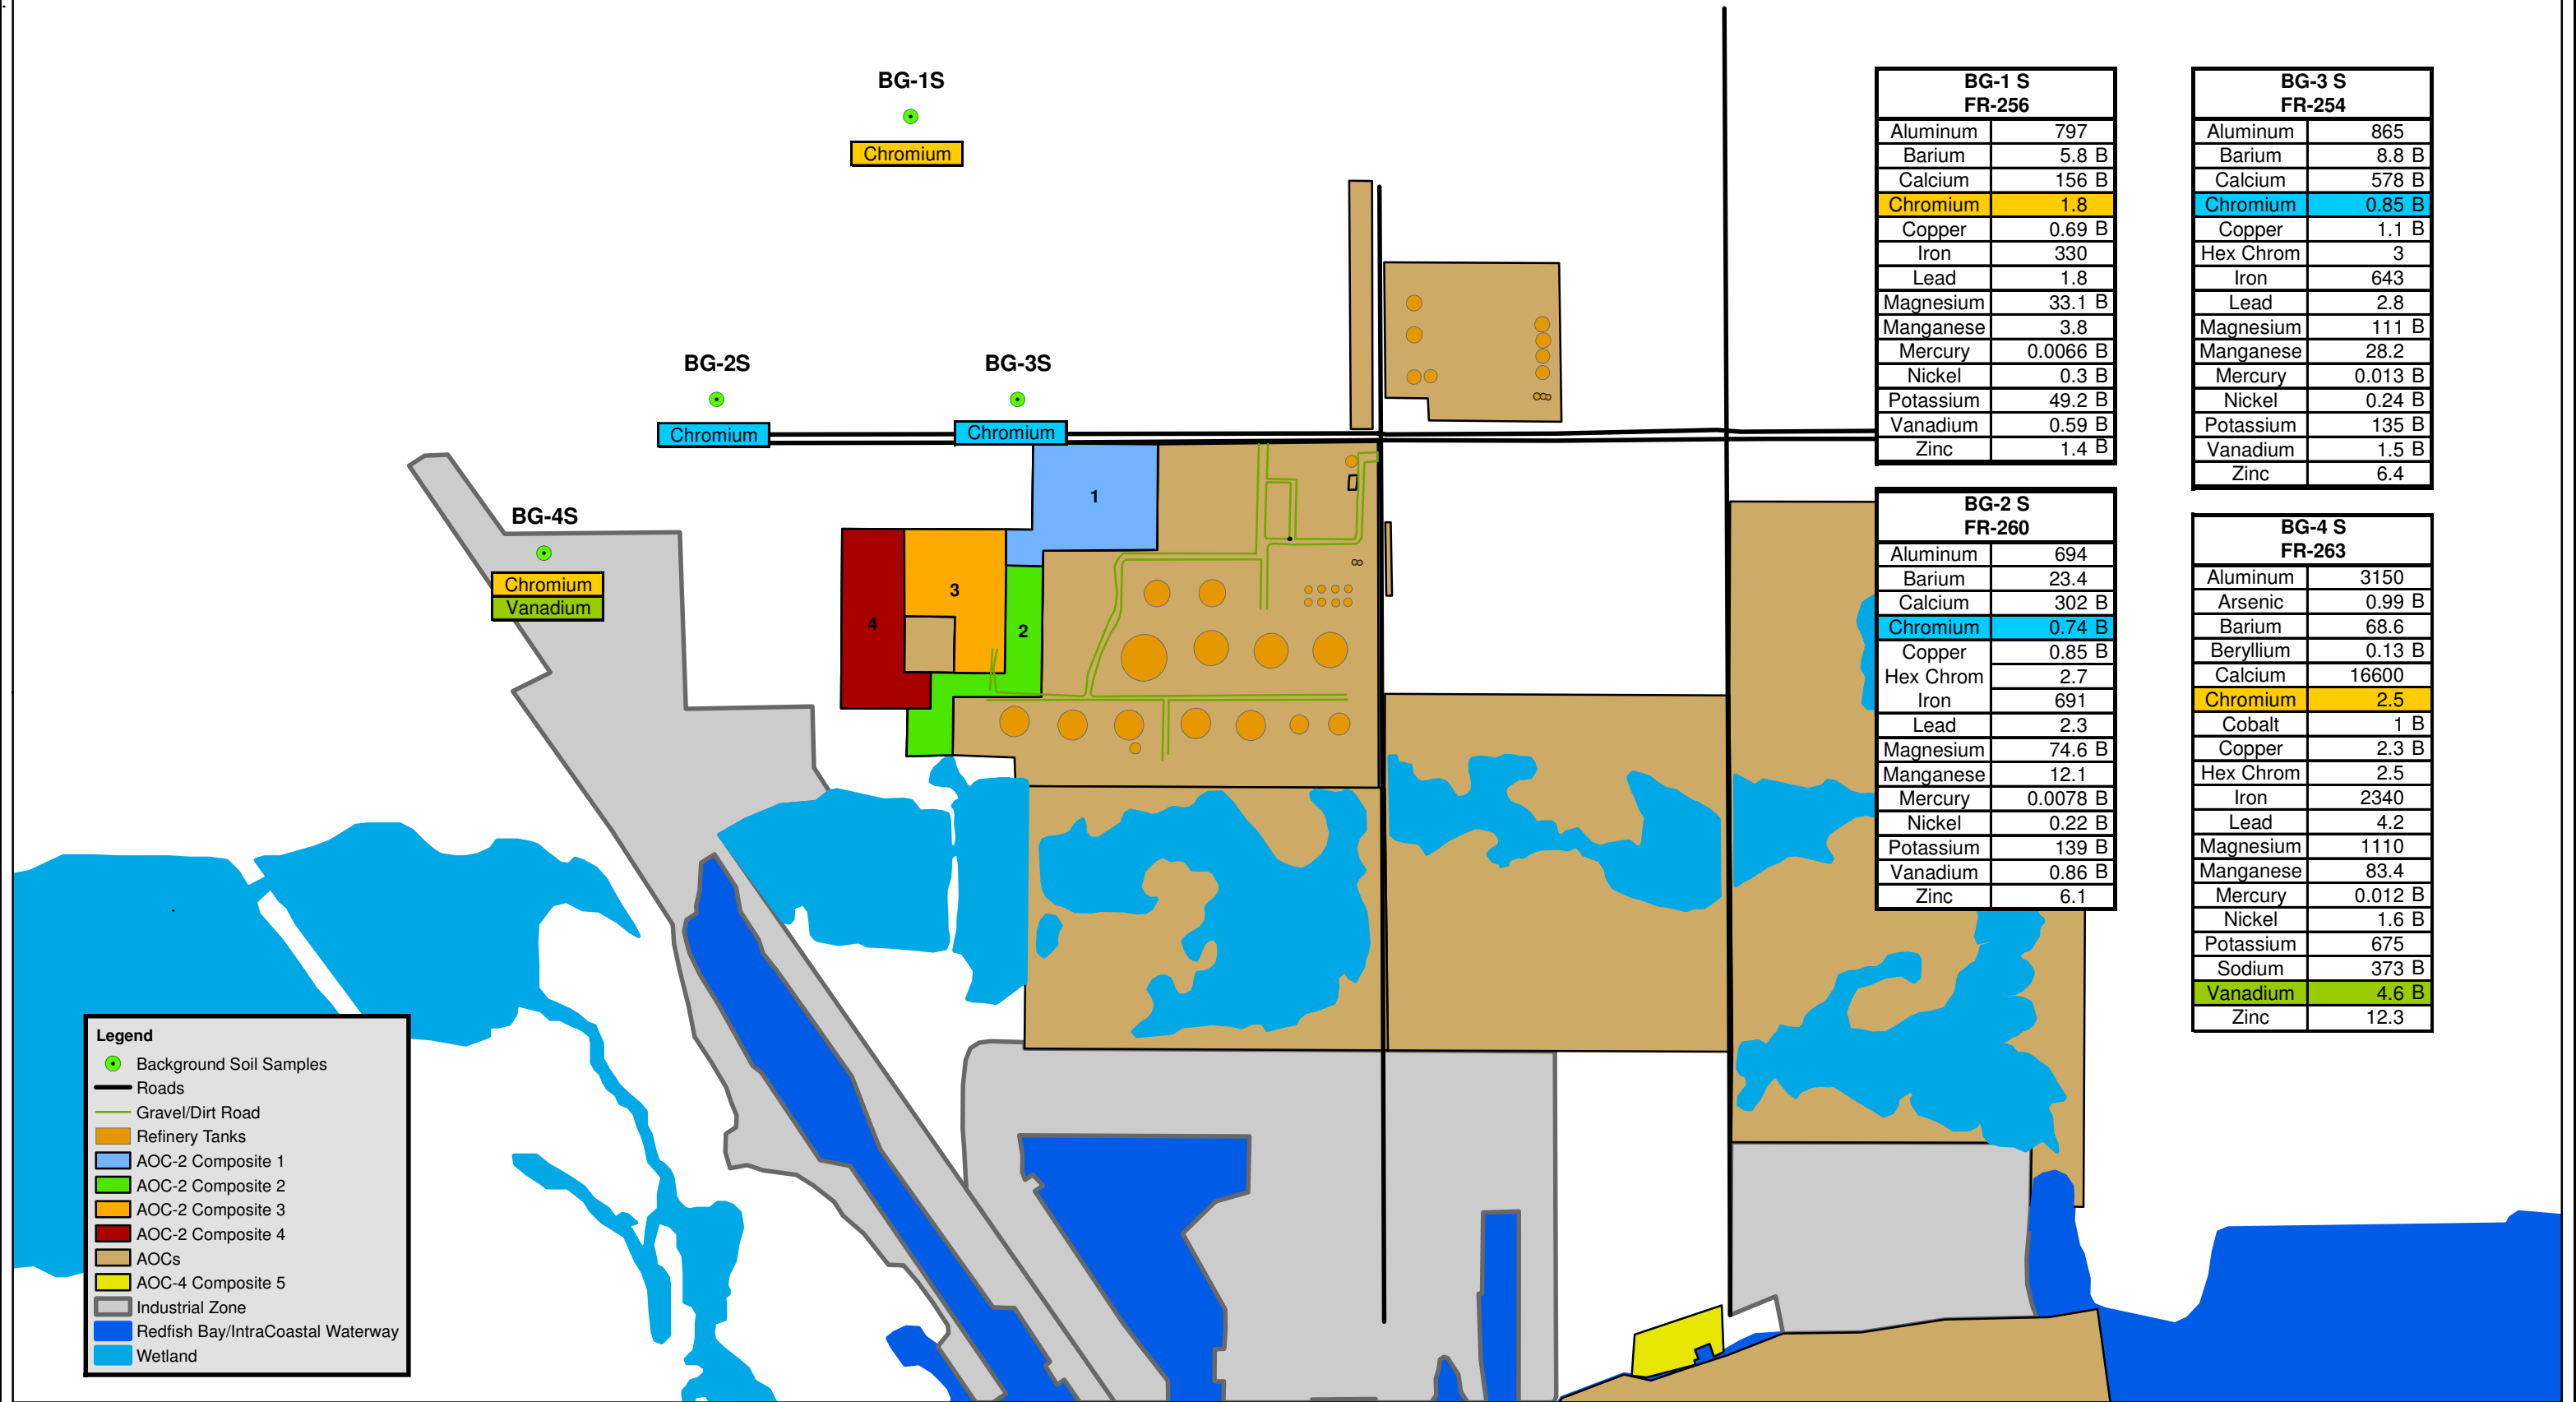 BG-1S
Chromium
BG-2S
Chromium
BG-3S
Chromium
BG-4S
Chromium
Vanadium
1
3
4
2
BG-1 S
FR-256
Aluminum 797
Barium 5.8 B
Calcium 156 B
Chromium 1.8
Copper 0.69 B
Iron 330
Lead 1.8
Magnesium 33.1 B
Manganese 3.8
Mercury 0.0066 B
Nickel 0.3 B
Potassium 49.2 B
Vanadium 0.59 B
Zinc 1.4 B
BG-3 S
FR-254
Aluminum 865
Barium 8.8 B
Calcium 578 B
Chromium 0.85 B
Copper 1.1 B
Hex Chrom 3
Iron 643
Lead 2.8
Magnesium 111 B
Manganese 28.2
Mercury 0.013 B
Nickel 0.24 B
Potassium 135 B
Vanadium 1.5 B
Zinc 6.4
BG-2 S
FR-260
Aluminum 694
Barium 23.4
Calcium 302 B
Chromium 0.74 B
Copper 0.85 B
Hex Chrom 2.7
Iron 691
Lead 2.3
Magnesium 74.6 B
Manganese 12.1
Mercury 0.0078 B
Nickel 0.22 B
Potassium 139 B
Vanadium 0.86 B
Zinc 6.1
BG-4 S
FR-263
Aluminum 3150
Arsenic 0.99 B
Barium 68.6
Beryllium 0.13 B
Calcium 16600
Chromium 2.5
Cobalt 1 B
Copper 2.3 B
Hex Chrom 2.5
Iron 2340
Lead 4.2
Magnesium 1110
Manganese 83.4
Mercury 0.012 B
Nickel 1.6 B
Potassium 675
Sodium 373 B
Vanadium 4.6 B
Zinc 12.3
Legend
Background Soil Samples
Roads
Gravel/Dirt Road
Refinery Tanks
AOC-2 Composite 1
AOC-2 Composite 2
AOC-2 Composite 3
AOC-2 Composite 4
AOCs
AOC-4 Composite 5
Industrial Zone
Redfish Bay/IntraCoastal Waterway
Wetland